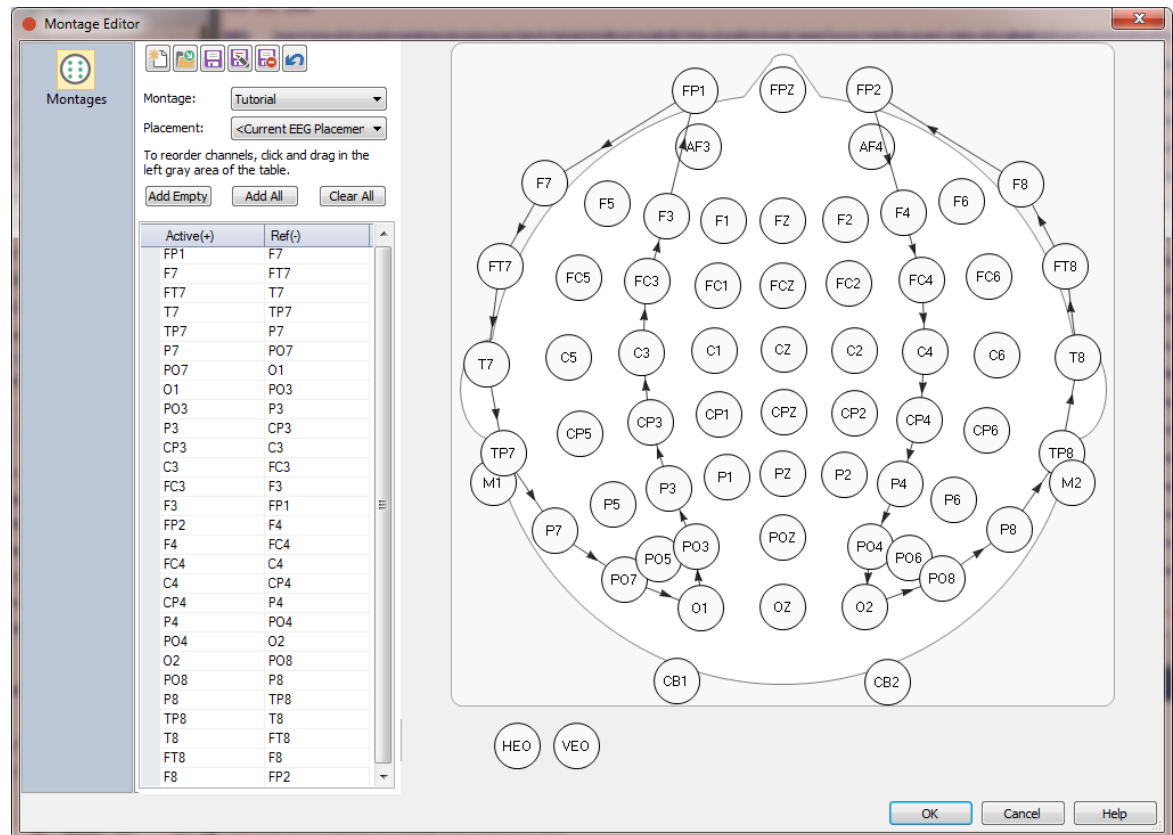 Montage Editor
Montages
Montage: Tutorial
Placement: <Current EEG Placemer
To reorder channels, click and drag in the
left gray area of the table.
Add Empty Add All Clear All
Active(+) Ref(-)
FP1 F7
F7 FT7
FT7 T7
T7 TP7
TP7 P7
P7 PO7
PO7 O1
O1 PO3
PO3 P3
P3 CP3
CP3 C3
C3 FC3
FC3 F3
F3 FP1
FP2 F4
F4 FC4
FC4 C4
C4 CP4
CP4 P4
P4 PO4
PO4 O2
O2 PO8
PO8 P8
P8 TP8
TP8 T8
T8 FT8
FT8 F8
F8 FP2
FP1 FPZ FP2
AF3 AF4
F7 F5 F3 F1 FZ F2 F4 F6 F8
FT7 FC5 FC3 FC1 FCZ FC2 FC4 FC6 FT8
T7 C5 C3 C1 CZ C2 C4 C6 T8
TP7 CP5 CP3 CP1 CPZ CP2 CP4 CP6 TP8
M1 M2
P7 P5 P3 P1 PZ P2 P4 P6 P8
PO7 PO5 PO3 POZ PO4 PO6 PO8
O1 OZ O2
CB1 CB2
HEO VEO
OK Cancel Help